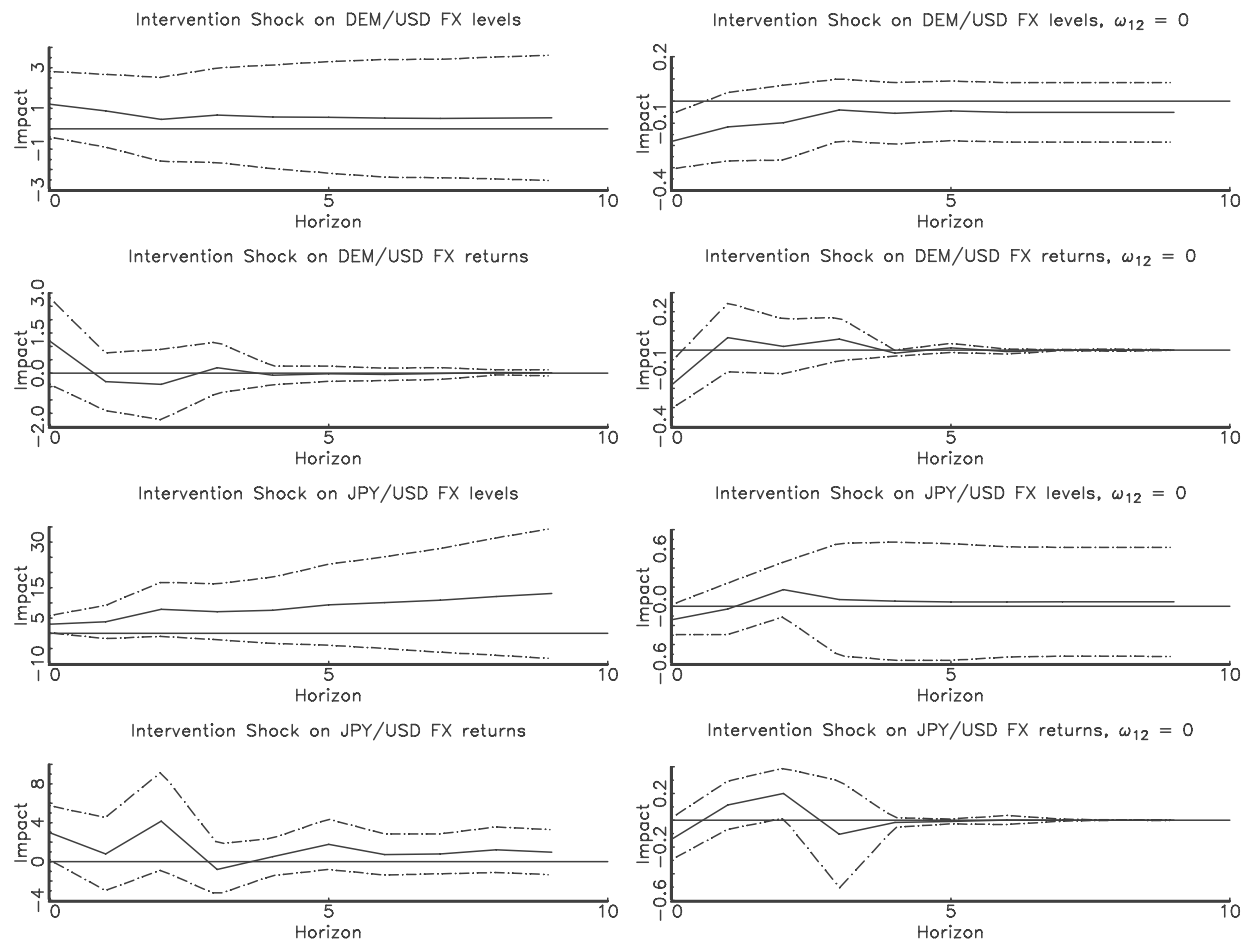 Intervention Shock on DEM/USD FX levels
Impact
3
1
−1
−3
0
5
10
Horizon
Intervention Shock on DEM/USD FX levels, ω₁₂ = 0
Impact
0.2
−0.1
−0.4
0
5
10
Horizon
Intervention Shock on DEM/USD FX returns
Impact
3.0
1.5
0.0
−2.0
0
5
10
Horizon
Intervention Shock on DEM/USD FX returns, ω₁₂ = 0
Impact
0.2
−0.1
−0.4
0
5
10
Horizon
Intervention Shock on JPY/USD FX levels
Impact
30
15
5
−10
0
5
10
Horizon
Intervention Shock on JPY/USD FX levels, ω₁₂ = 0
Impact
0.6
−0.0
−0.6
0
5
10
Horizon
Intervention Shock on JPY/USD FX returns
Impact
8
4
0
−4
0
5
10
Horizon
Intervention Shock on JPY/USD FX returns, ω₁₂ = 0
Impact
0.2
−0.2
−0.6
0
5
10
Horizon